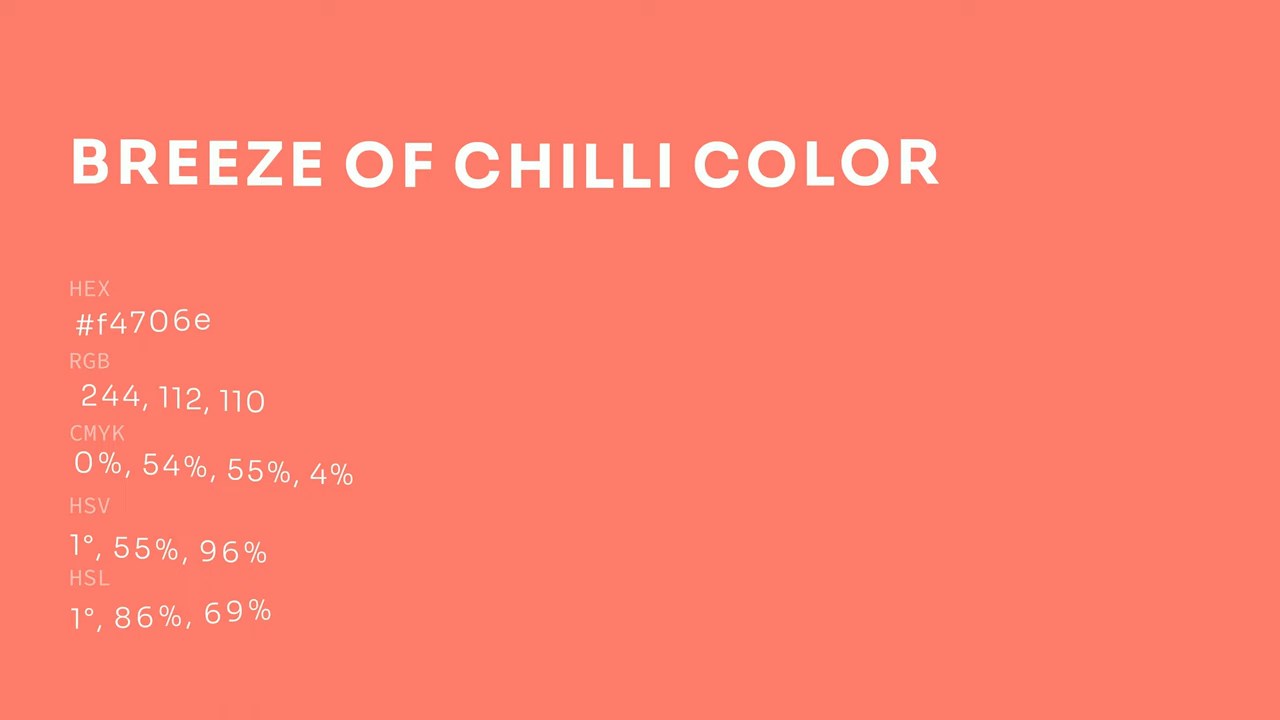 BREEZE OF CHILLI COLOR
HEX
#f4706e
RGB
244, 112, 110
CMYK
0%, 54%, 55%, 4%
HSV
1°, 55%, 96%
HSL
1°, 86%, 69%